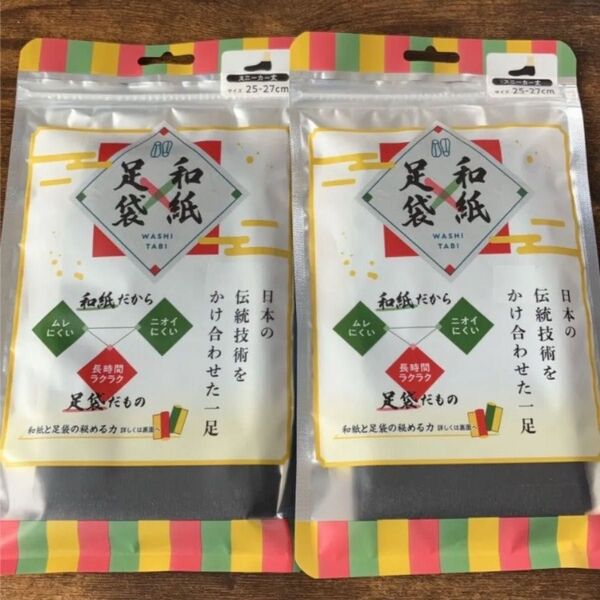 スニーカー丈
サイズ 25-27cm
和紙
足袋
WASHI
TABI
日本の
伝統技術を
かけ合わせた一足
和紙だから
ムレ
にくい
ニオイ
にくい
長時間
ラクラク
足袋だもの
和紙と足袋の秘める力 詳しくは裏面へ
スニーカー丈
サイズ 25-27cm
和紙
足袋
WASHI
TABI
日本の
伝統技術を
かけ合わせた一足
和紙だから
ムレ
にくい
ニオイ
にくい
長時間
ラクラク
足袋だもの
和紙と足袋の秘める力 詳しくは裏面へ